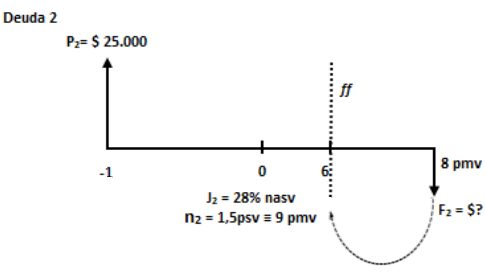 Deuda 2
P₂= $ 25.000
ff
-1
0
6
8 pmv
J₂ = 28% nasv
n₂ = 1,5psv ≡ 9 pmv
F₂ = $?